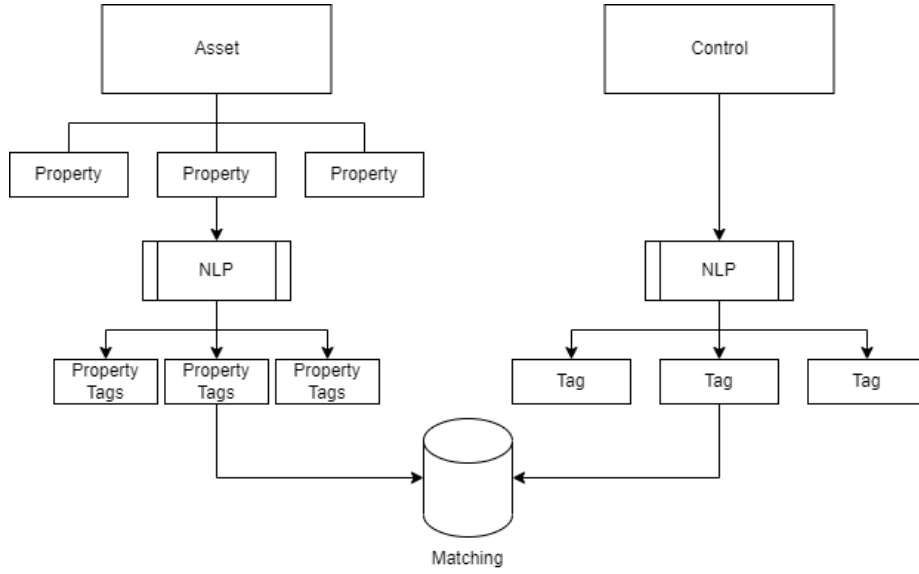 Asset
Control
Property
Property
Property
NLP
NLP
Property
Tags
Property
Tags
Property
Tags
Tag
Tag
Tag
Matching